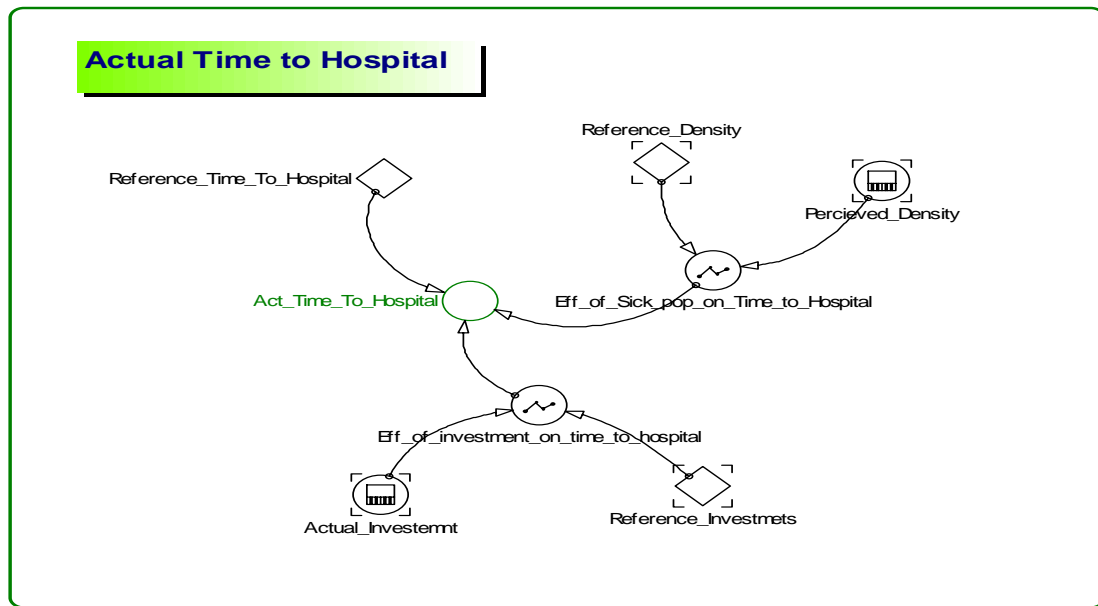 Actual Time to Hospital
Reference_Density
Reference_Time_To_Hospital
Percieved_Density
Act_Time_To_Hospital
Eff_of_Sick_pop_on_Time_to_Hospital
Eff_of_investment_on_time_to_hospital
Actual_Investemnt
Reference_Investmets